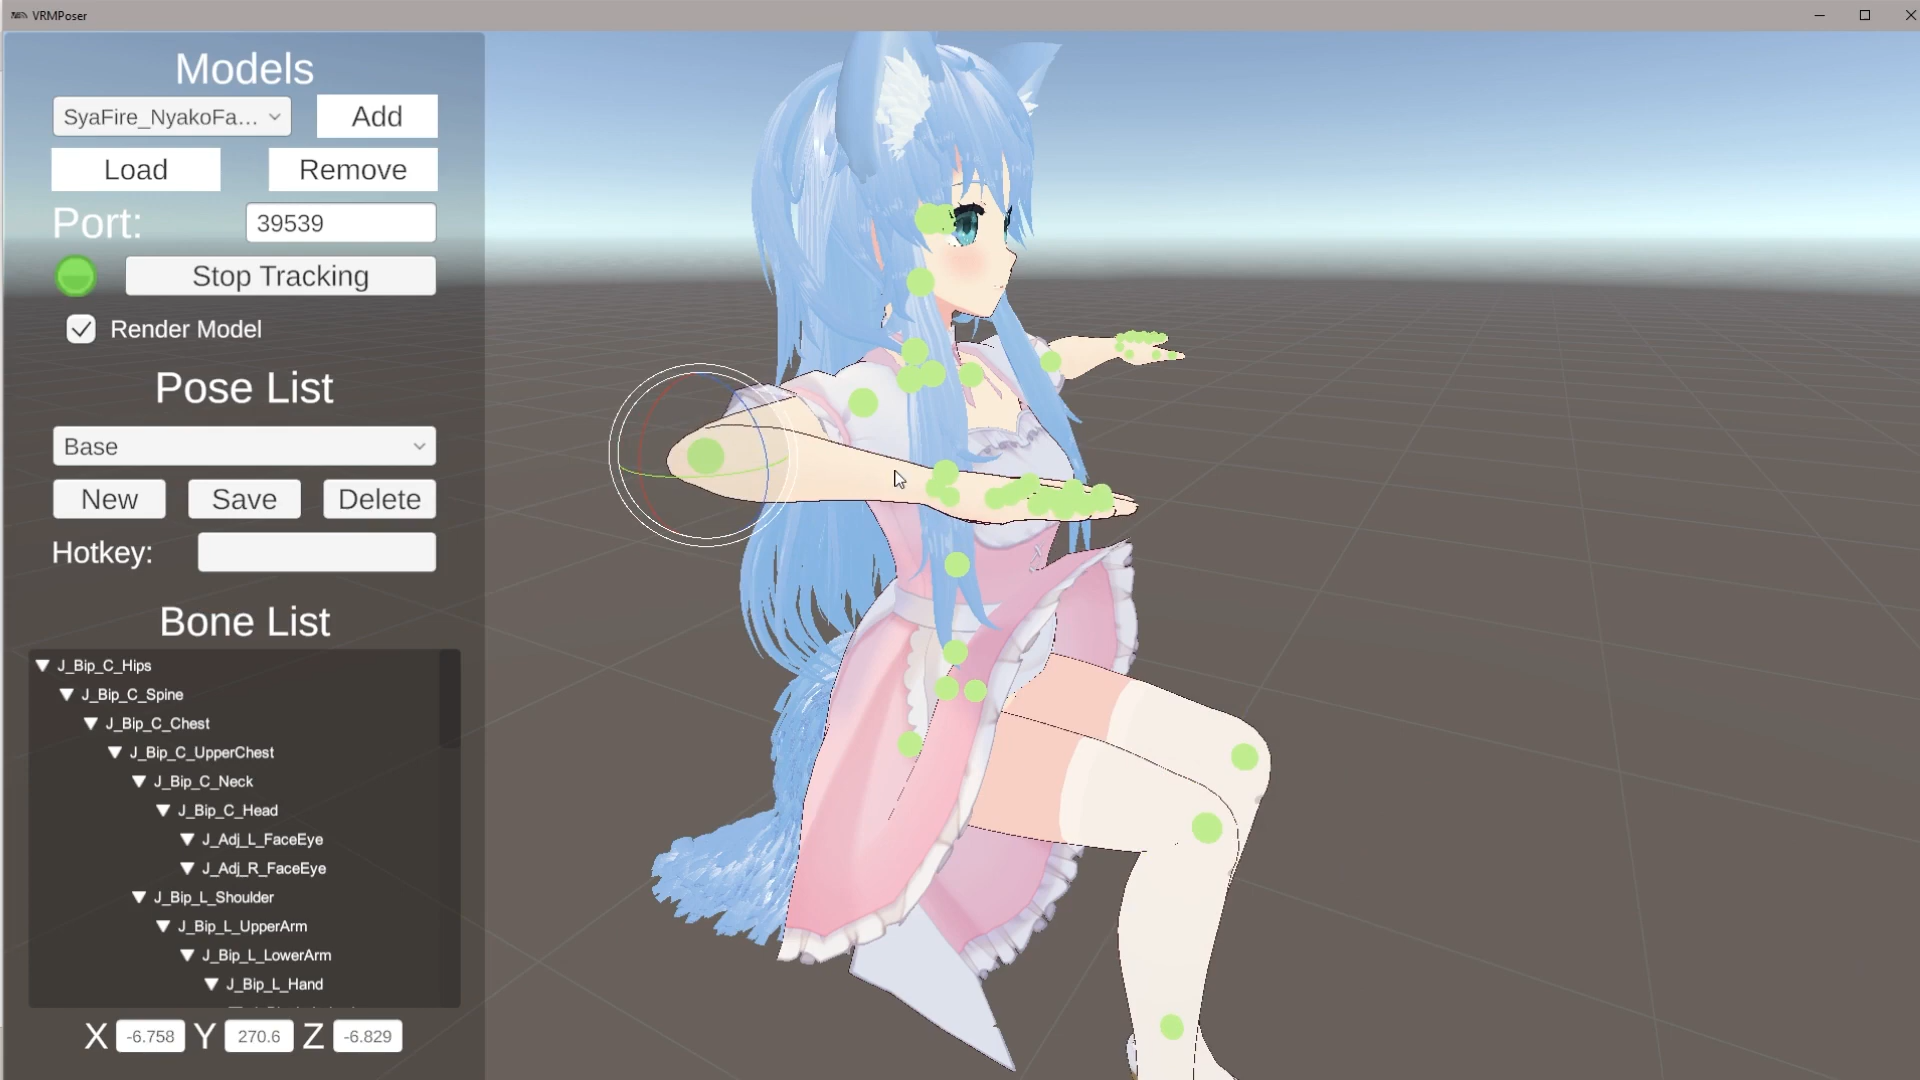 VRMPoser
Models
SyaFire_NyakoFa...
Add
Load
Remove
Port:
39539
Stop Tracking
Render Model
Pose List
Base
New
Save
Delete
Hotkey:
Bone List
J_Bip_C_Hips
J_Bip_C_Spine
J_Bip_C_Chest
J_Bip_C_UpperChest
J_Bip_C_Neck
J_Bip_C_Head
J_Adj_L_FaceEye
J_Adj_R_FaceEye
J_Bip_L_Shoulder
J_Bip_L_UpperArm
J_Bip_L_LowerArm
J_Bip_L_Hand
X -6.758 Y 270.6 Z -6.829